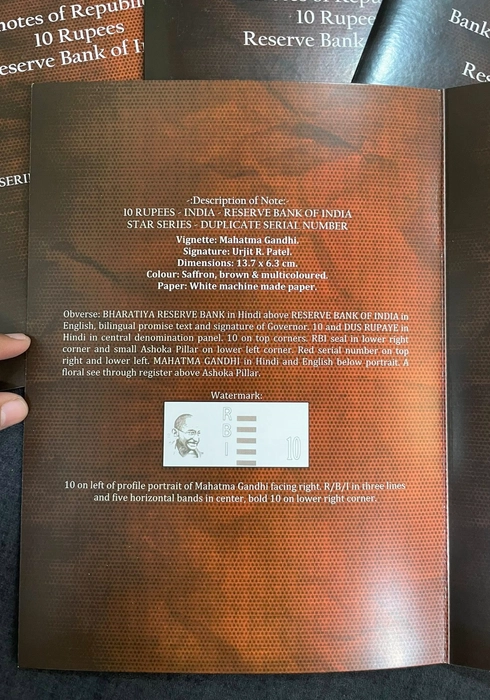 notes of Republi
10 Rupees
eserve Bank of I
10 Rupee
Reserve Bank
Bank
Res
SERI
-:Description of Note:-
10 RUPEES - INDIA - RESERVE BANK OF INDIA
STAR SERIES - DUPLICATE SERIAL NUMBER
Vignette: Mahatma Gandhi.
Signature: Urjit R. Patel.
Dimensions: 13.7 x 6.3 cm.
Colour: Saffron, brown & multicoloured.
Paper: White machine made paper.
Obverse: BHARATIYA RESERVE BANK in Hindi above RESERVE BANK OF INDIA in
English, bilingual promise text and signature of Governor. 10 and DUS RUPAYE in
Hindi in central denomination panel. 10 on top corners. RBI seal in lower right
corner and small Ashoka Pillar on lower left corner. Red serial number on top
right and lower left. MAHATMA GANDHI in Hindi and English below portrait. A
floral see through register above Ashoka Pillar.
Watermark:
R
B
I
10
10 on left of profile portrait of Mahatma Gandhi facing right. R/B/I in three lines
and five horizontal bands in center, bold 10 on lower right corner.